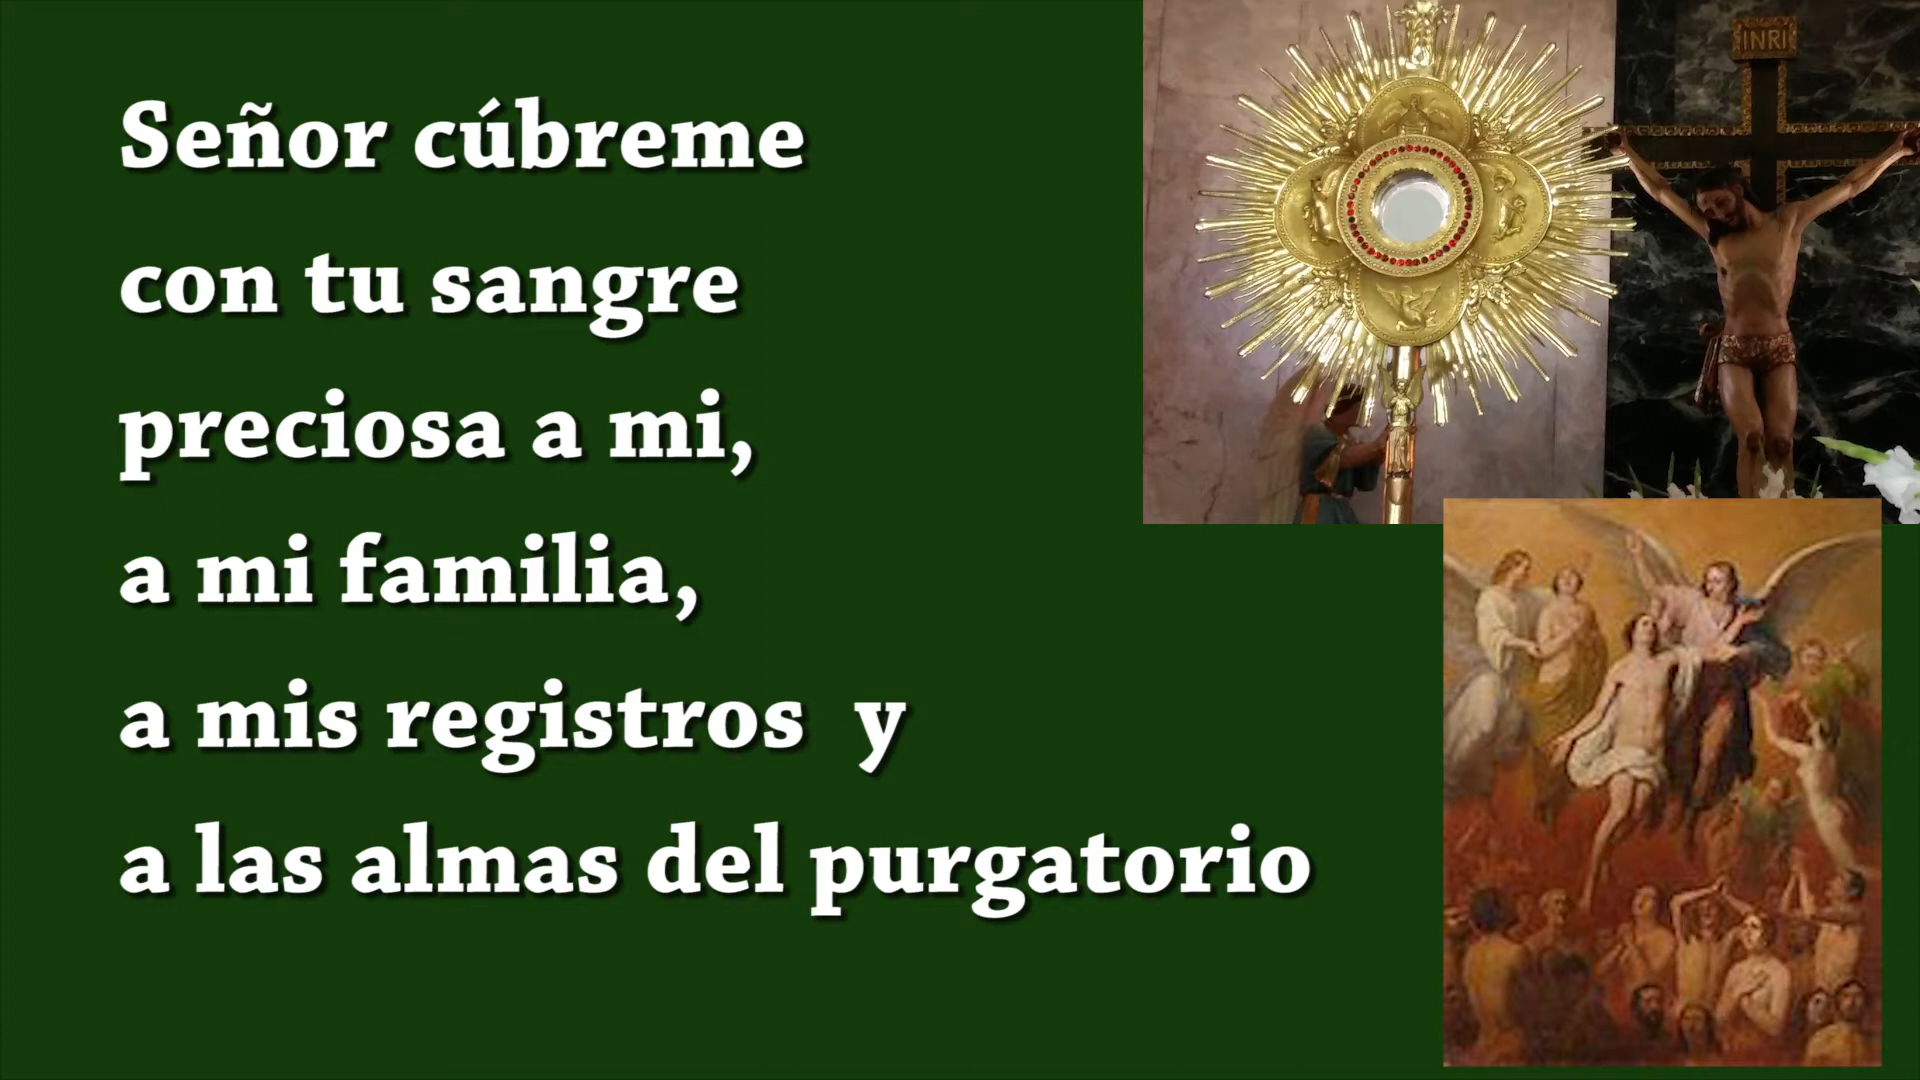 Señor cúbreme
con tu sangre
preciosa a mi,
a mi familia,
a mis registros  y
a las almas del purgatorio
INRI